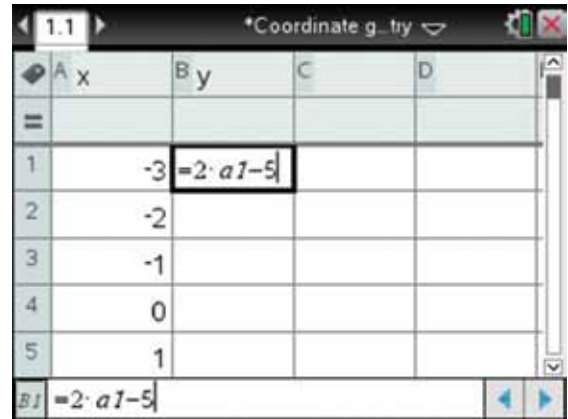 1.1 *Coordinate g...try
A x B y C D
=
1 -3 =2· a1-5
2 -2
3 -1
4 0
5 1
B1 =2· a1-5